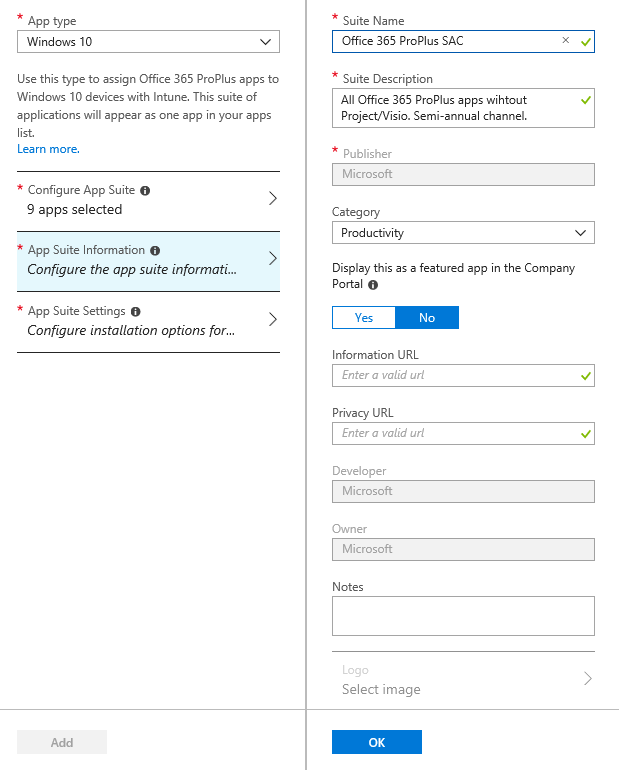 * App type
Windows 10
Use this type to assign Office 365 ProPlus apps to
Windows 10 devices with Intune. This suite of
applications will appear as one app in your apps
list.
Learn more.
* Configure App Suite
9 apps selected
* App Suite Information
Configure the app suite informati...
* App Suite Settings
Configure installation options for...
Add
* Suite Name
Office 365 ProPlus SAC
* Suite Description
All Office 365 ProPlus apps wihtout
Project/Visio. Semi-annual channel.
* Publisher
Microsoft
Category
Productivity
Display this as a featured app in the Company
Portal
Yes No
Information URL
Enter a valid url
Privacy URL
Enter a valid url
Developer
Microsoft
Owner
Microsoft
Notes
Logo
Select image
OK